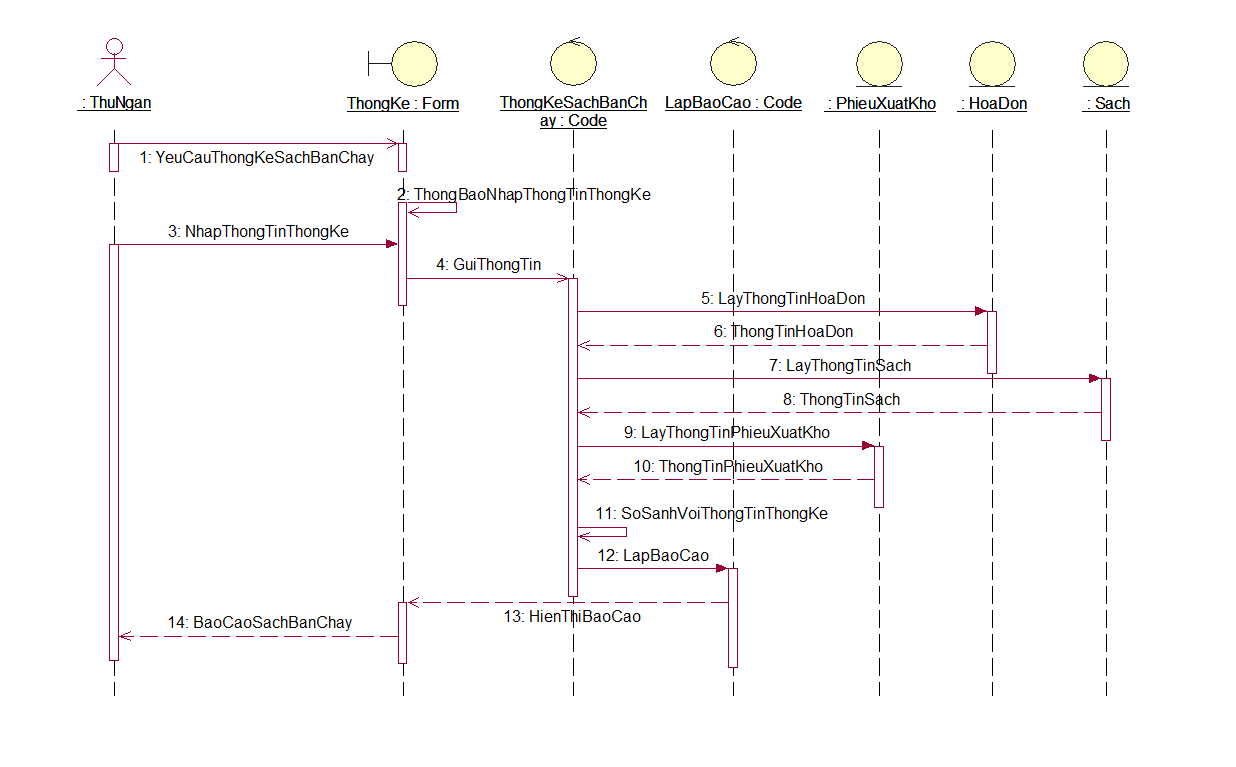 : ThuNgan
ThongKe : Form
ThongKeSachBanCh
ay : Code
LapBaoCao : Code
: PhieuXuatKho
: HoaDon
: Sach
1: YeuCauThongKeSachBanChay
2: ThongBaoNhapThongTinThongKe
3: NhapThongTinThongKe
4: GuiThongTin
5: LayThongTinHoaDon
6: ThongTinHoaDon
7: LayThongTinSach
8: ThongTinSach
9: LayThongTinPhieuXuatKho
10: ThongTinPhieuXuatKho
11: SoSanhVoiThongTinThongKe
12: LapBaoCao
13: HienThiBaoCao
14: BaoCaoSachBanChay